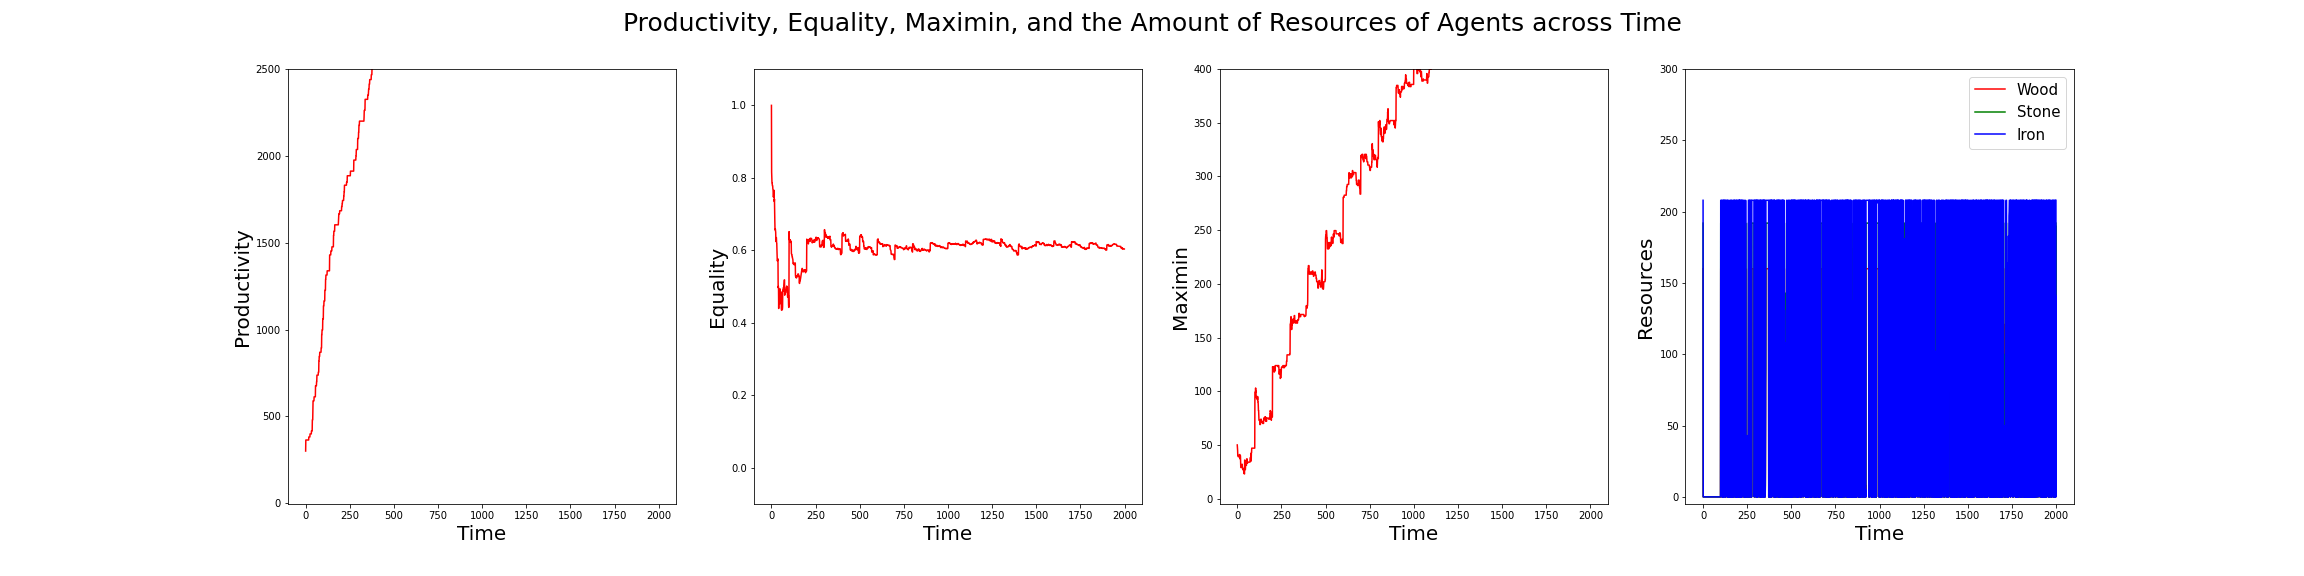 Productivity, Equality, Maximin, and the Amount of Resources of Agents across Time
Productivity
2500
2000
1500
1000
500
0
0 250 500 750 1000 1250 1500 1750 2000
Time
Equality
1.0
0.8
0.6
0.4
0.2
0.0
0 250 500 750 1000 1250 1500 1750 2000
Time
Maximin
400
350
300
250
200
150
100
50
0
0 250 500 750 1000 1250 1500 1750 2000
Time
Resources
300
250
200
150
100
50
0
Wood
Stone
Iron
0 250 500 750 1000 1250 1500 1750 2000
Time